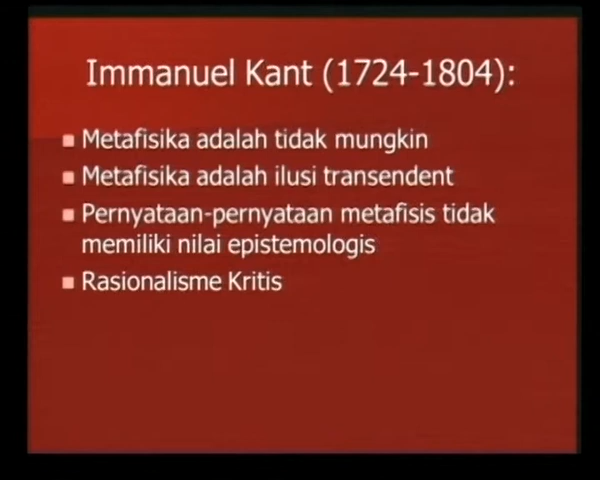 Immanuel Kant (1724-1804):
Metafisika adalah tidak mungkin
Metafisika adalah ilusi transendent
Pernyataan-pernyataan metafisis tidak
memiliki nilai epistemologis
Rasionalisme Kritis